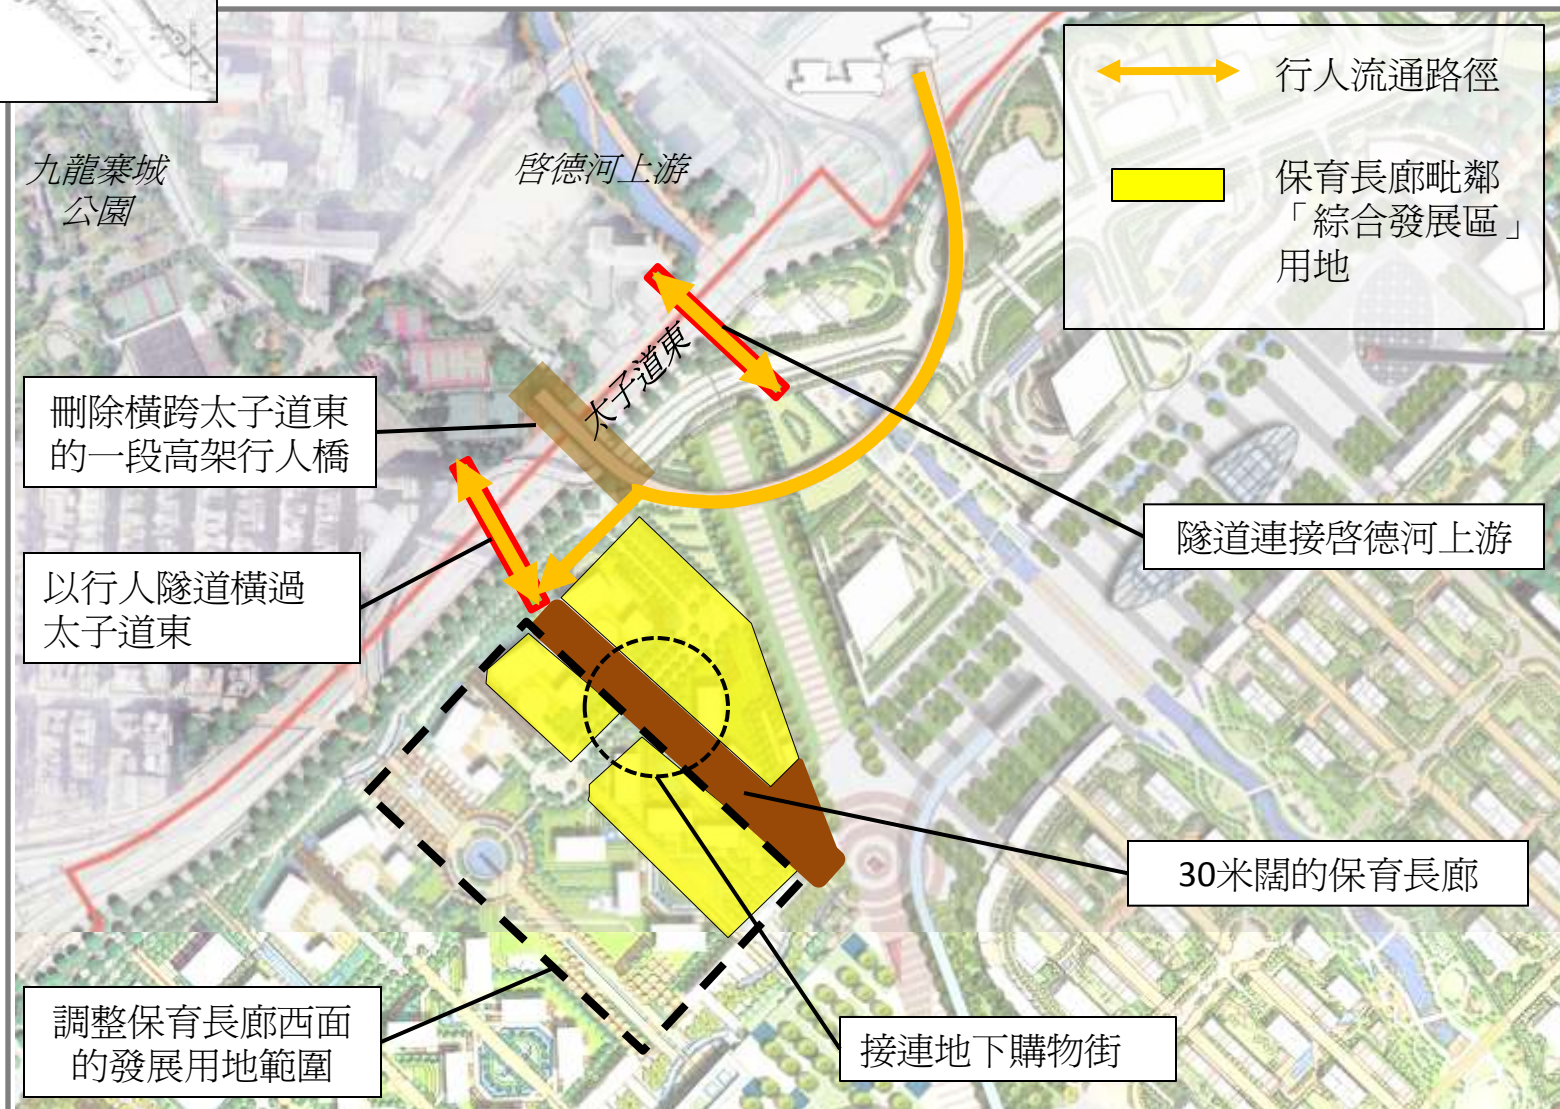 行人流通路徑
保育長廊毗鄰
「綜合發展區」
用地
九龍寨城
公園
啓德河上游
太子道東
刪除橫跨太子道東
的一段高架行人橋
隧道連接啓德河上游
以行人隧道橫過
太子道東
30米闊的保育長廊
調整保育長廊西面
的發展用地範圍
接連地下購物街